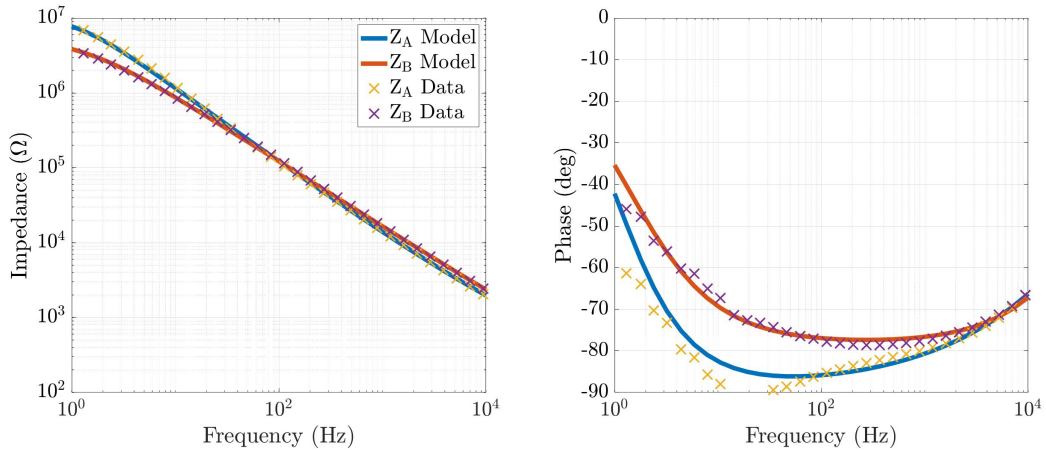 10^7
10^6
10^5
10^4
10^3
10^2
Impedance (Ω)
10^0
10^2
10^4
Frequency (Hz)
Z_A Model
Z_B Model
Z_A Data
Z_B Data
0
-10
-20
-30
-40
-50
-60
-70
-80
-90
Phase (deg)
10^0
10^2
10^4
Frequency (Hz)